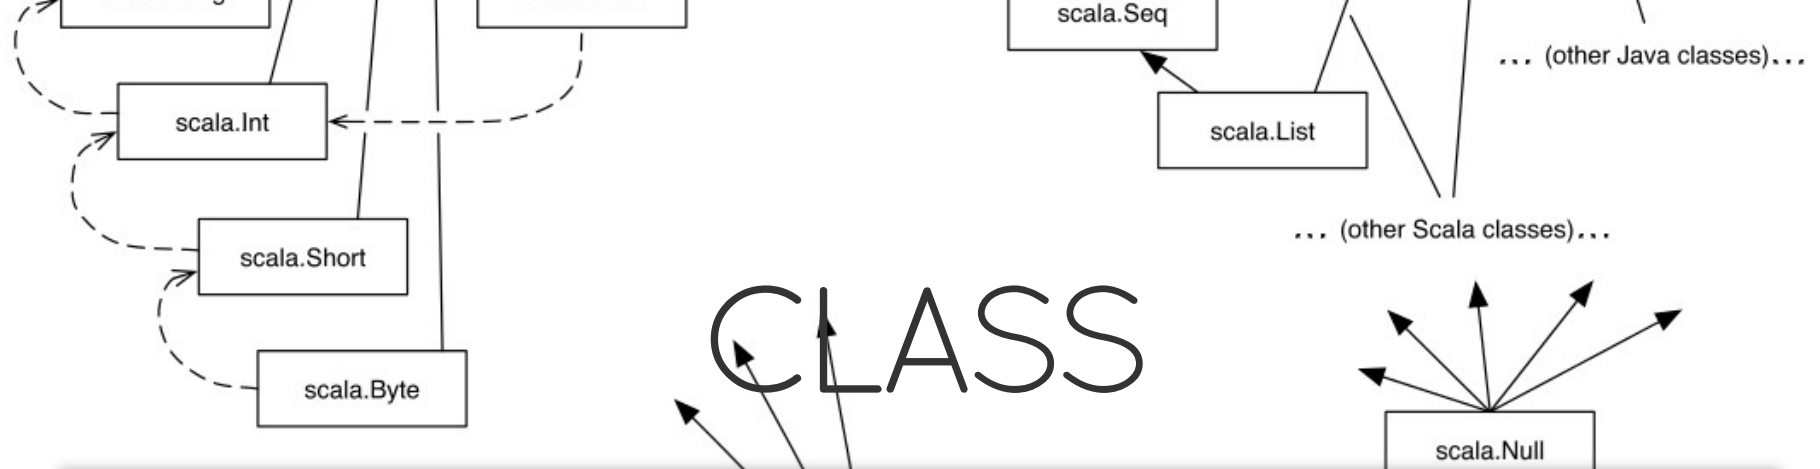 scala.Seq
... (other Java classes)...
scala.Int
scala.List
... (other Scala classes)...
scala.Short
CLASS
scala.Byte
scala.Null